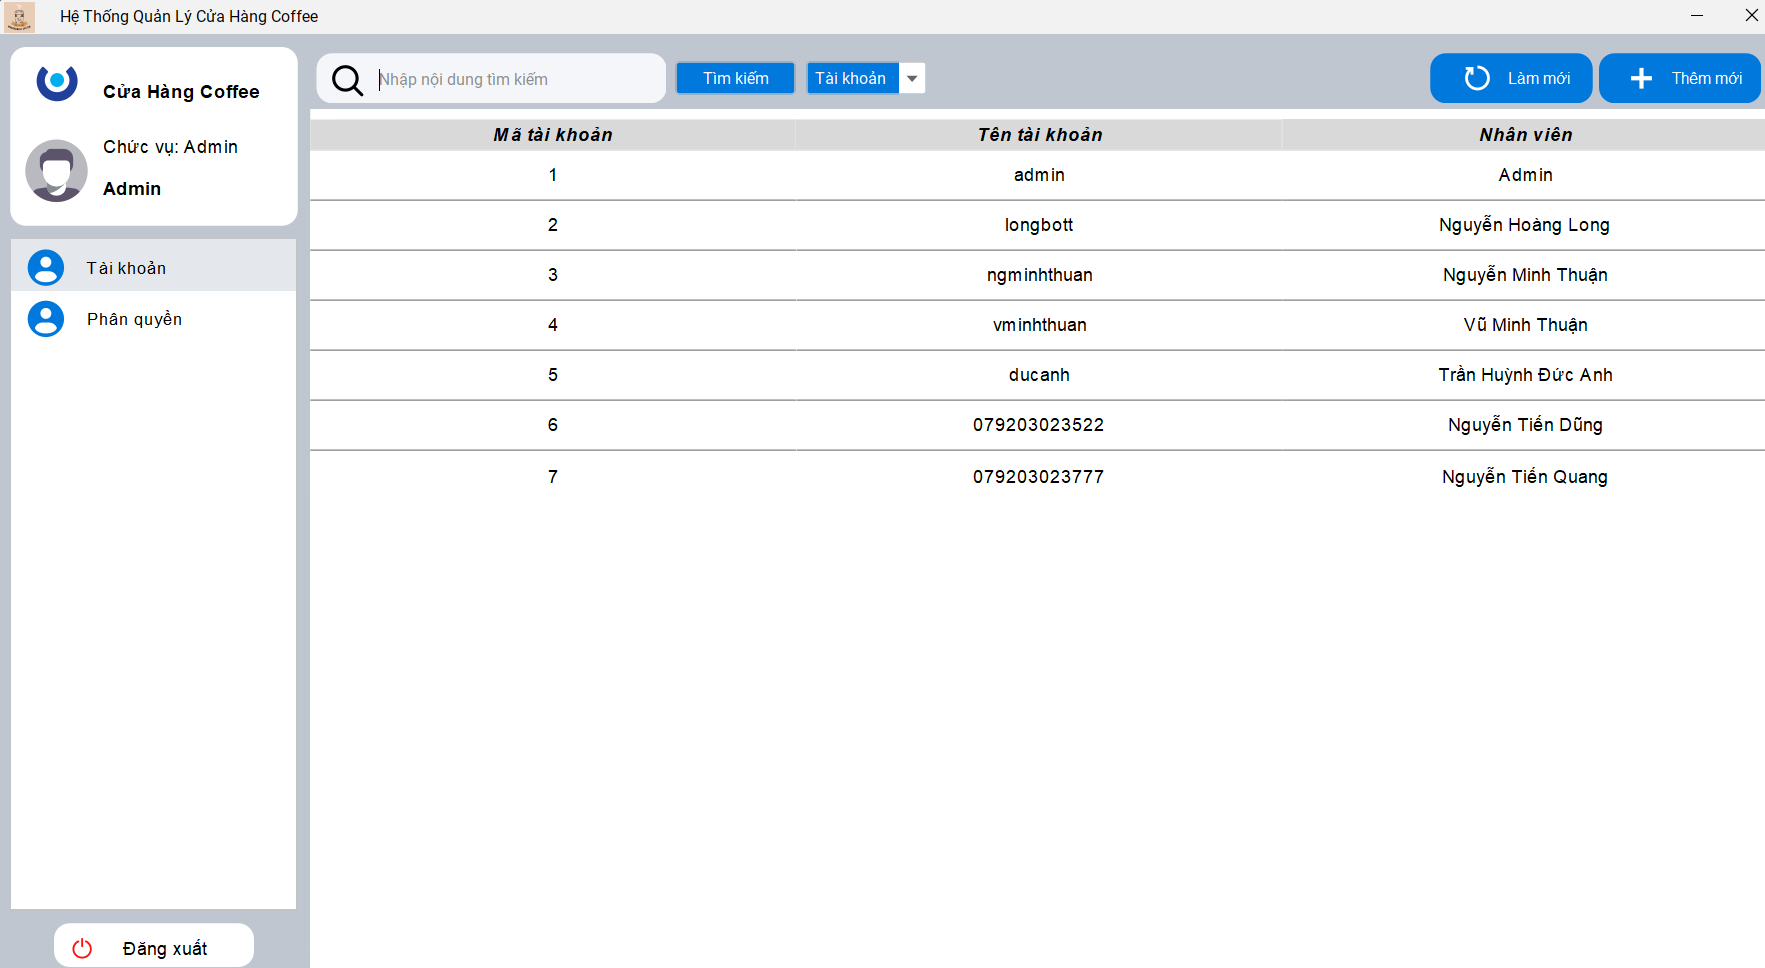 Hệ Thống Quản Lý Cửa Hàng Coffee
Cửa Hàng Coffee
Chức vụ: Admin
Admin
Tài khoản
Phân quyền
Đăng xuất
Nhập nội dung tìm kiếm Tìm kiếm Tài khoản Làm mới Thêm mới
Mã tài khoản Tên tài khoản Nhân viên
1 admin Admin
2 longbott Nguyễn Hoàng Long
3 ngminhthuan Nguyễn Minh Thuận
4 vminhthuan Vũ Minh Thuận
5 ducanh Trần Huỳnh Đức Anh
6 079203023522 Nguyễn Tiến Dũng
7 079203023777 Nguyễn Tiến Quang